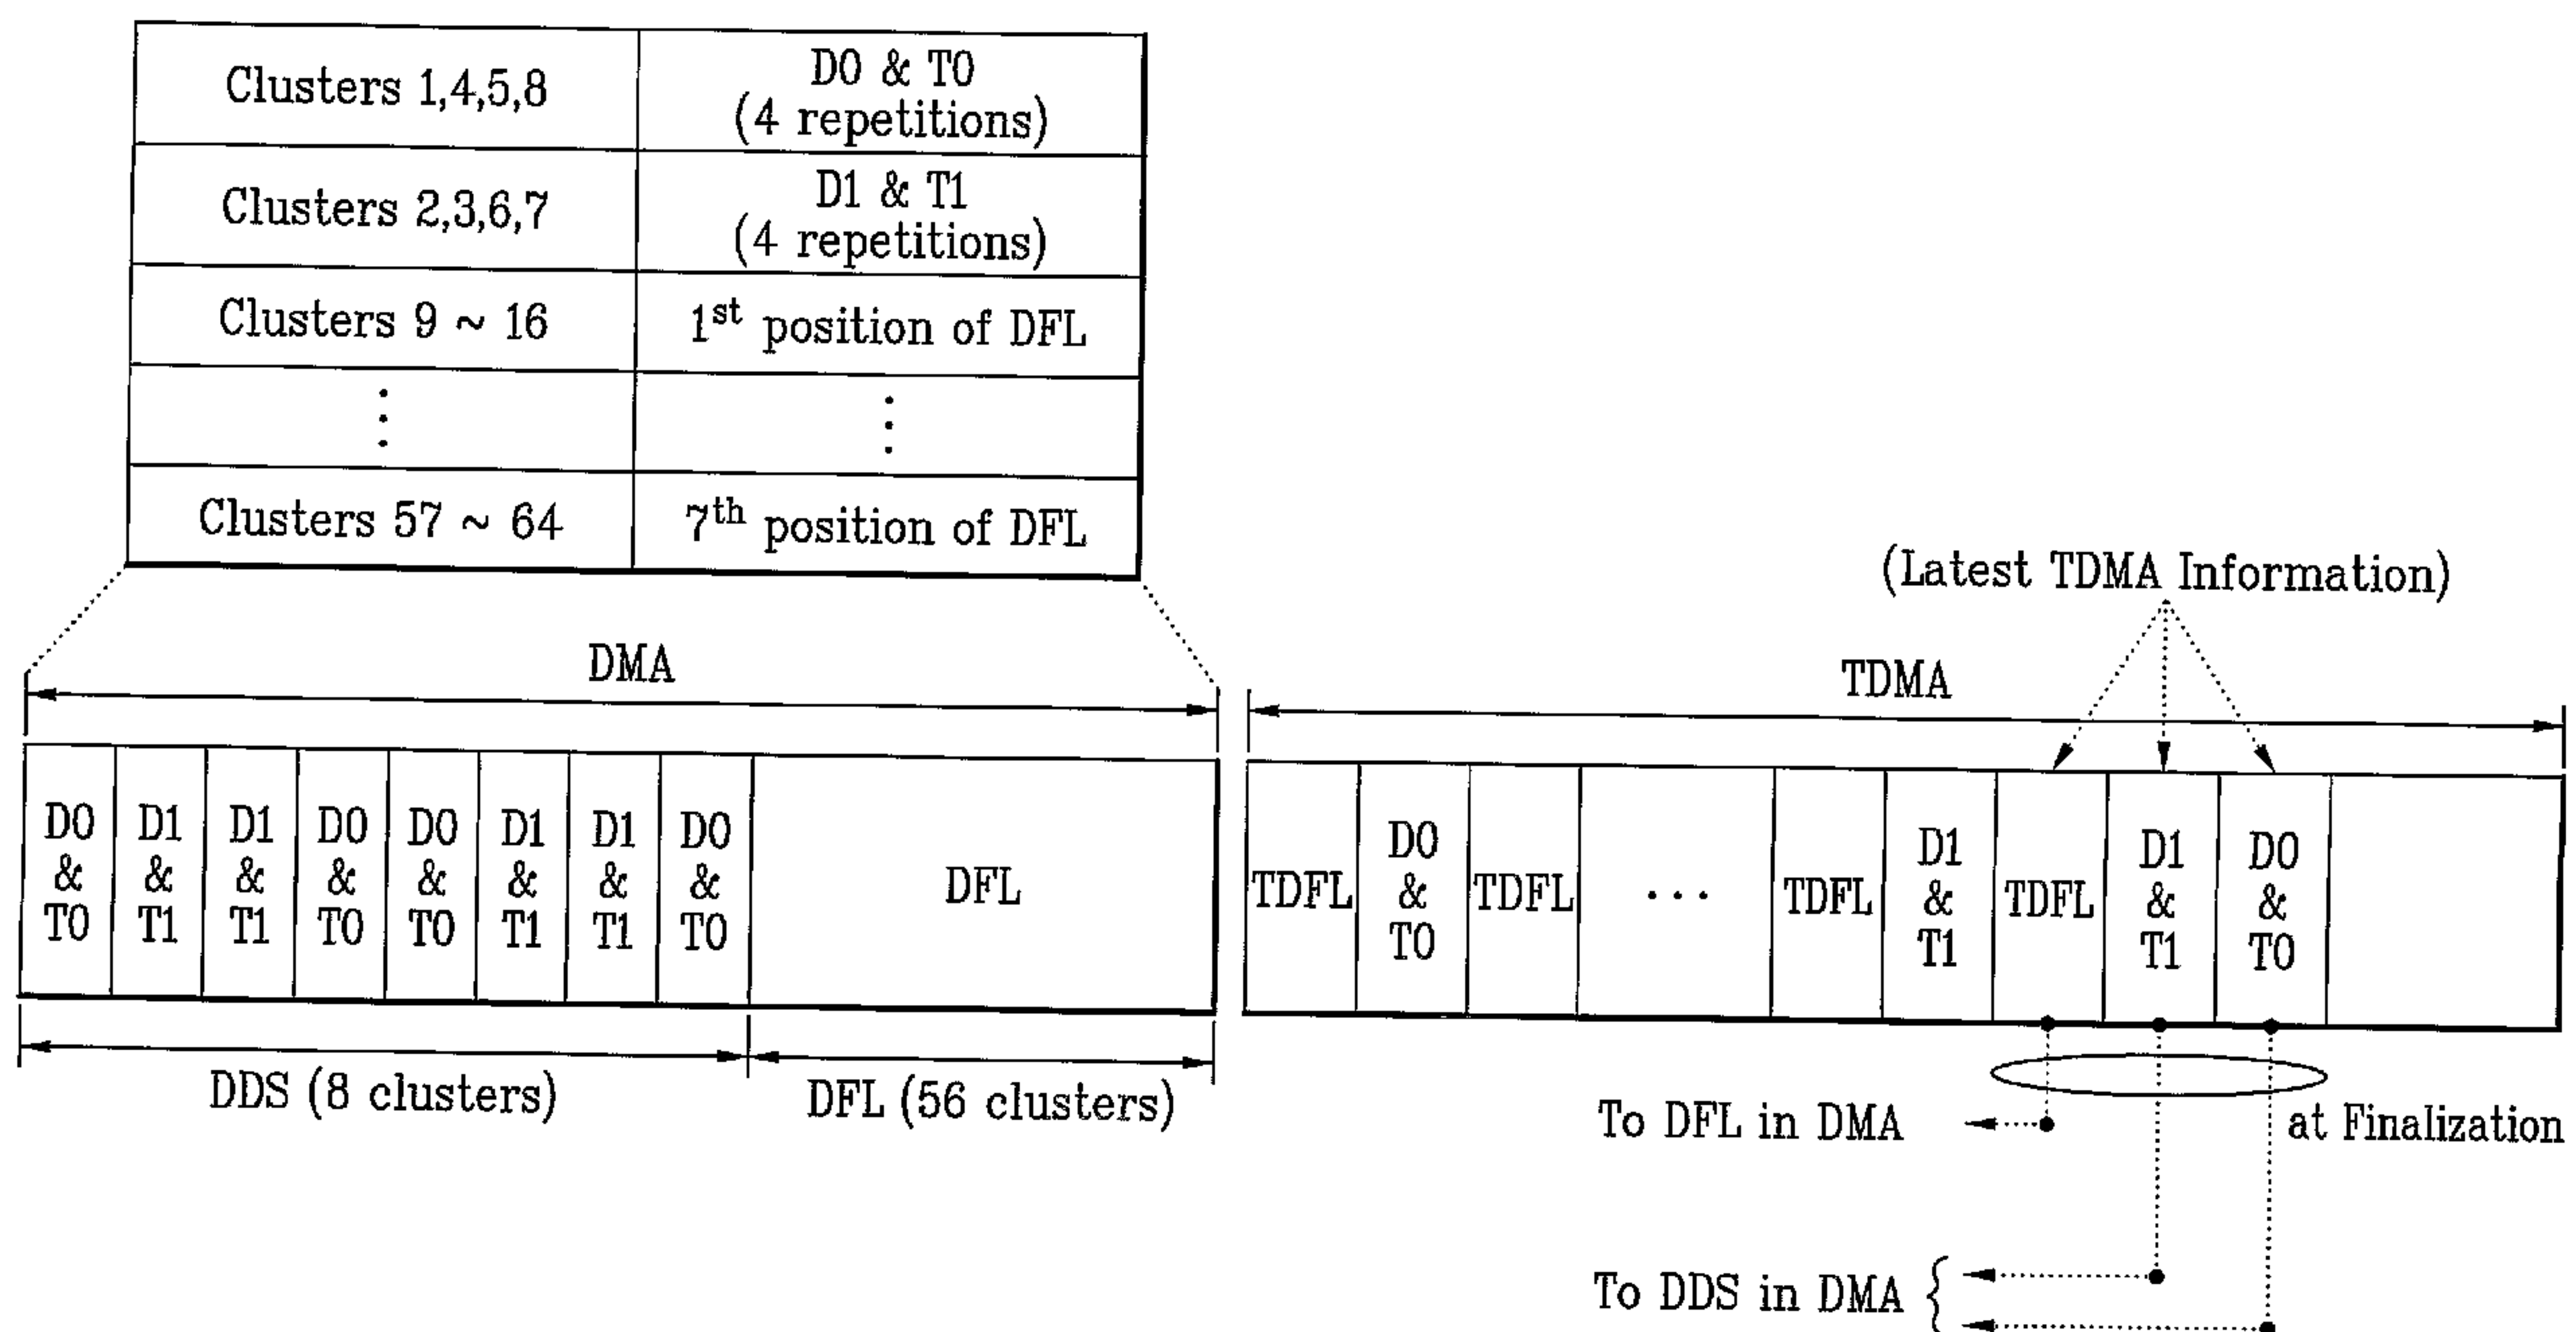 Clusters 1,4,5,8
D0 & T0
(4 repetitions)
Clusters 2,3,6,7
D1 & T1
(4 repetitions)
Clusters 9 ~ 16
1st position of DFL
Clusters 57 ~ 64
7th position of DFL
(Latest TDMA Information)
DMA
TDMA
D0 & T0
D1 & T1
D1 & T1
D0 & T0
D0 & T0
D1 & T1
D1 & T1
D0 & T0
DFL
TDFL
D0 & T0
TDFL
...
TDFL
D1 & T1
TDFL
D1 & T1
D0 & T0
DDS (8 clusters)
DFL (56 clusters)
To DFL in DMA
at Finalization
To DDS in DMA